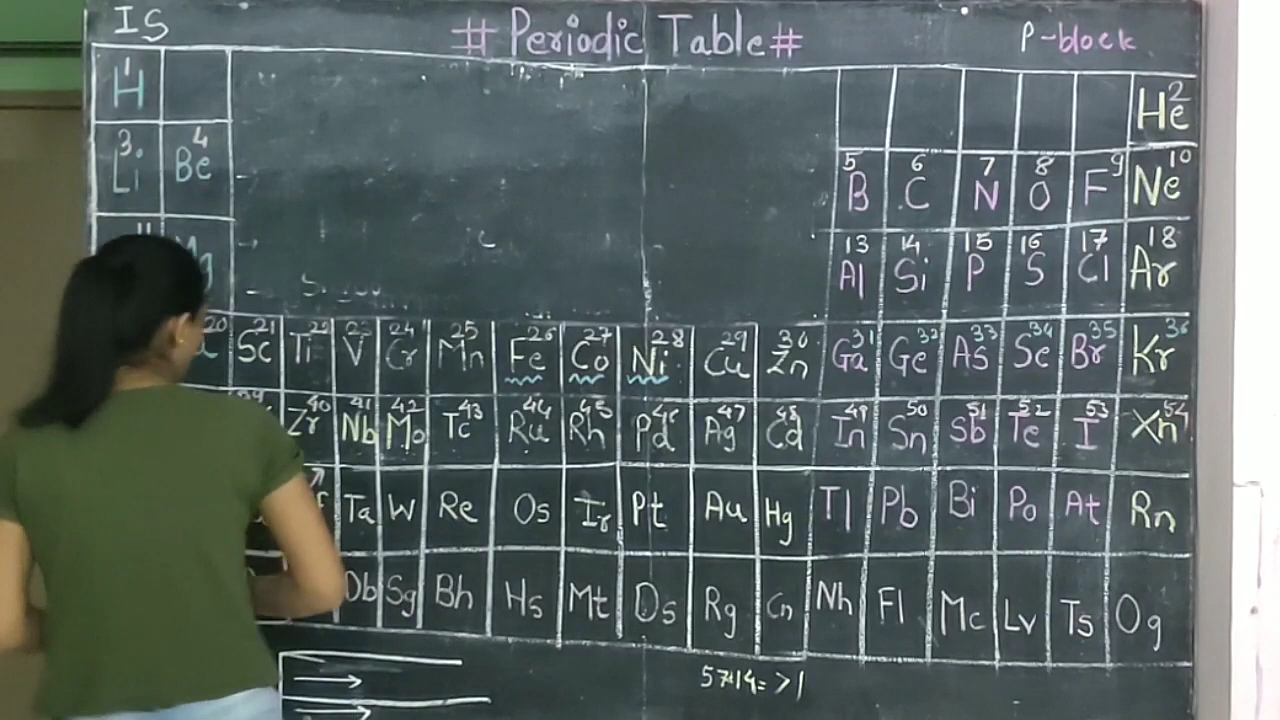 IS # Periodic Table # P-block
1 H 2 He
3 Li 4 Be 5 B 6 C 7 N 8 O 9 F 10 Ne
13 Al 14 Si 15 P 16 S 17 Cl 18 Ar
20 21 Sc Ti V 24 Cr 25 Mn 26 Fe 27 Co 28 Ni 29 Cu 30 Zn 31 Ga 32 Ge 33 As 34 Se 35 Br 36 Kr
39 40 Zr 41 Nb 42 Mo 43 Tc 44 Ru 45 Rh 46 Pd 47 Ag 48 Cd 49 In 50 Sn 51 Sb 52 Te 53 I 54 Xn
Ta W Re Os Ir Pt Au Hg Tl Pb Bi Po At Rn
Db Sg Bh Hs Mt Ds Rg Cn Nh Fl Mc Lv Ts Og